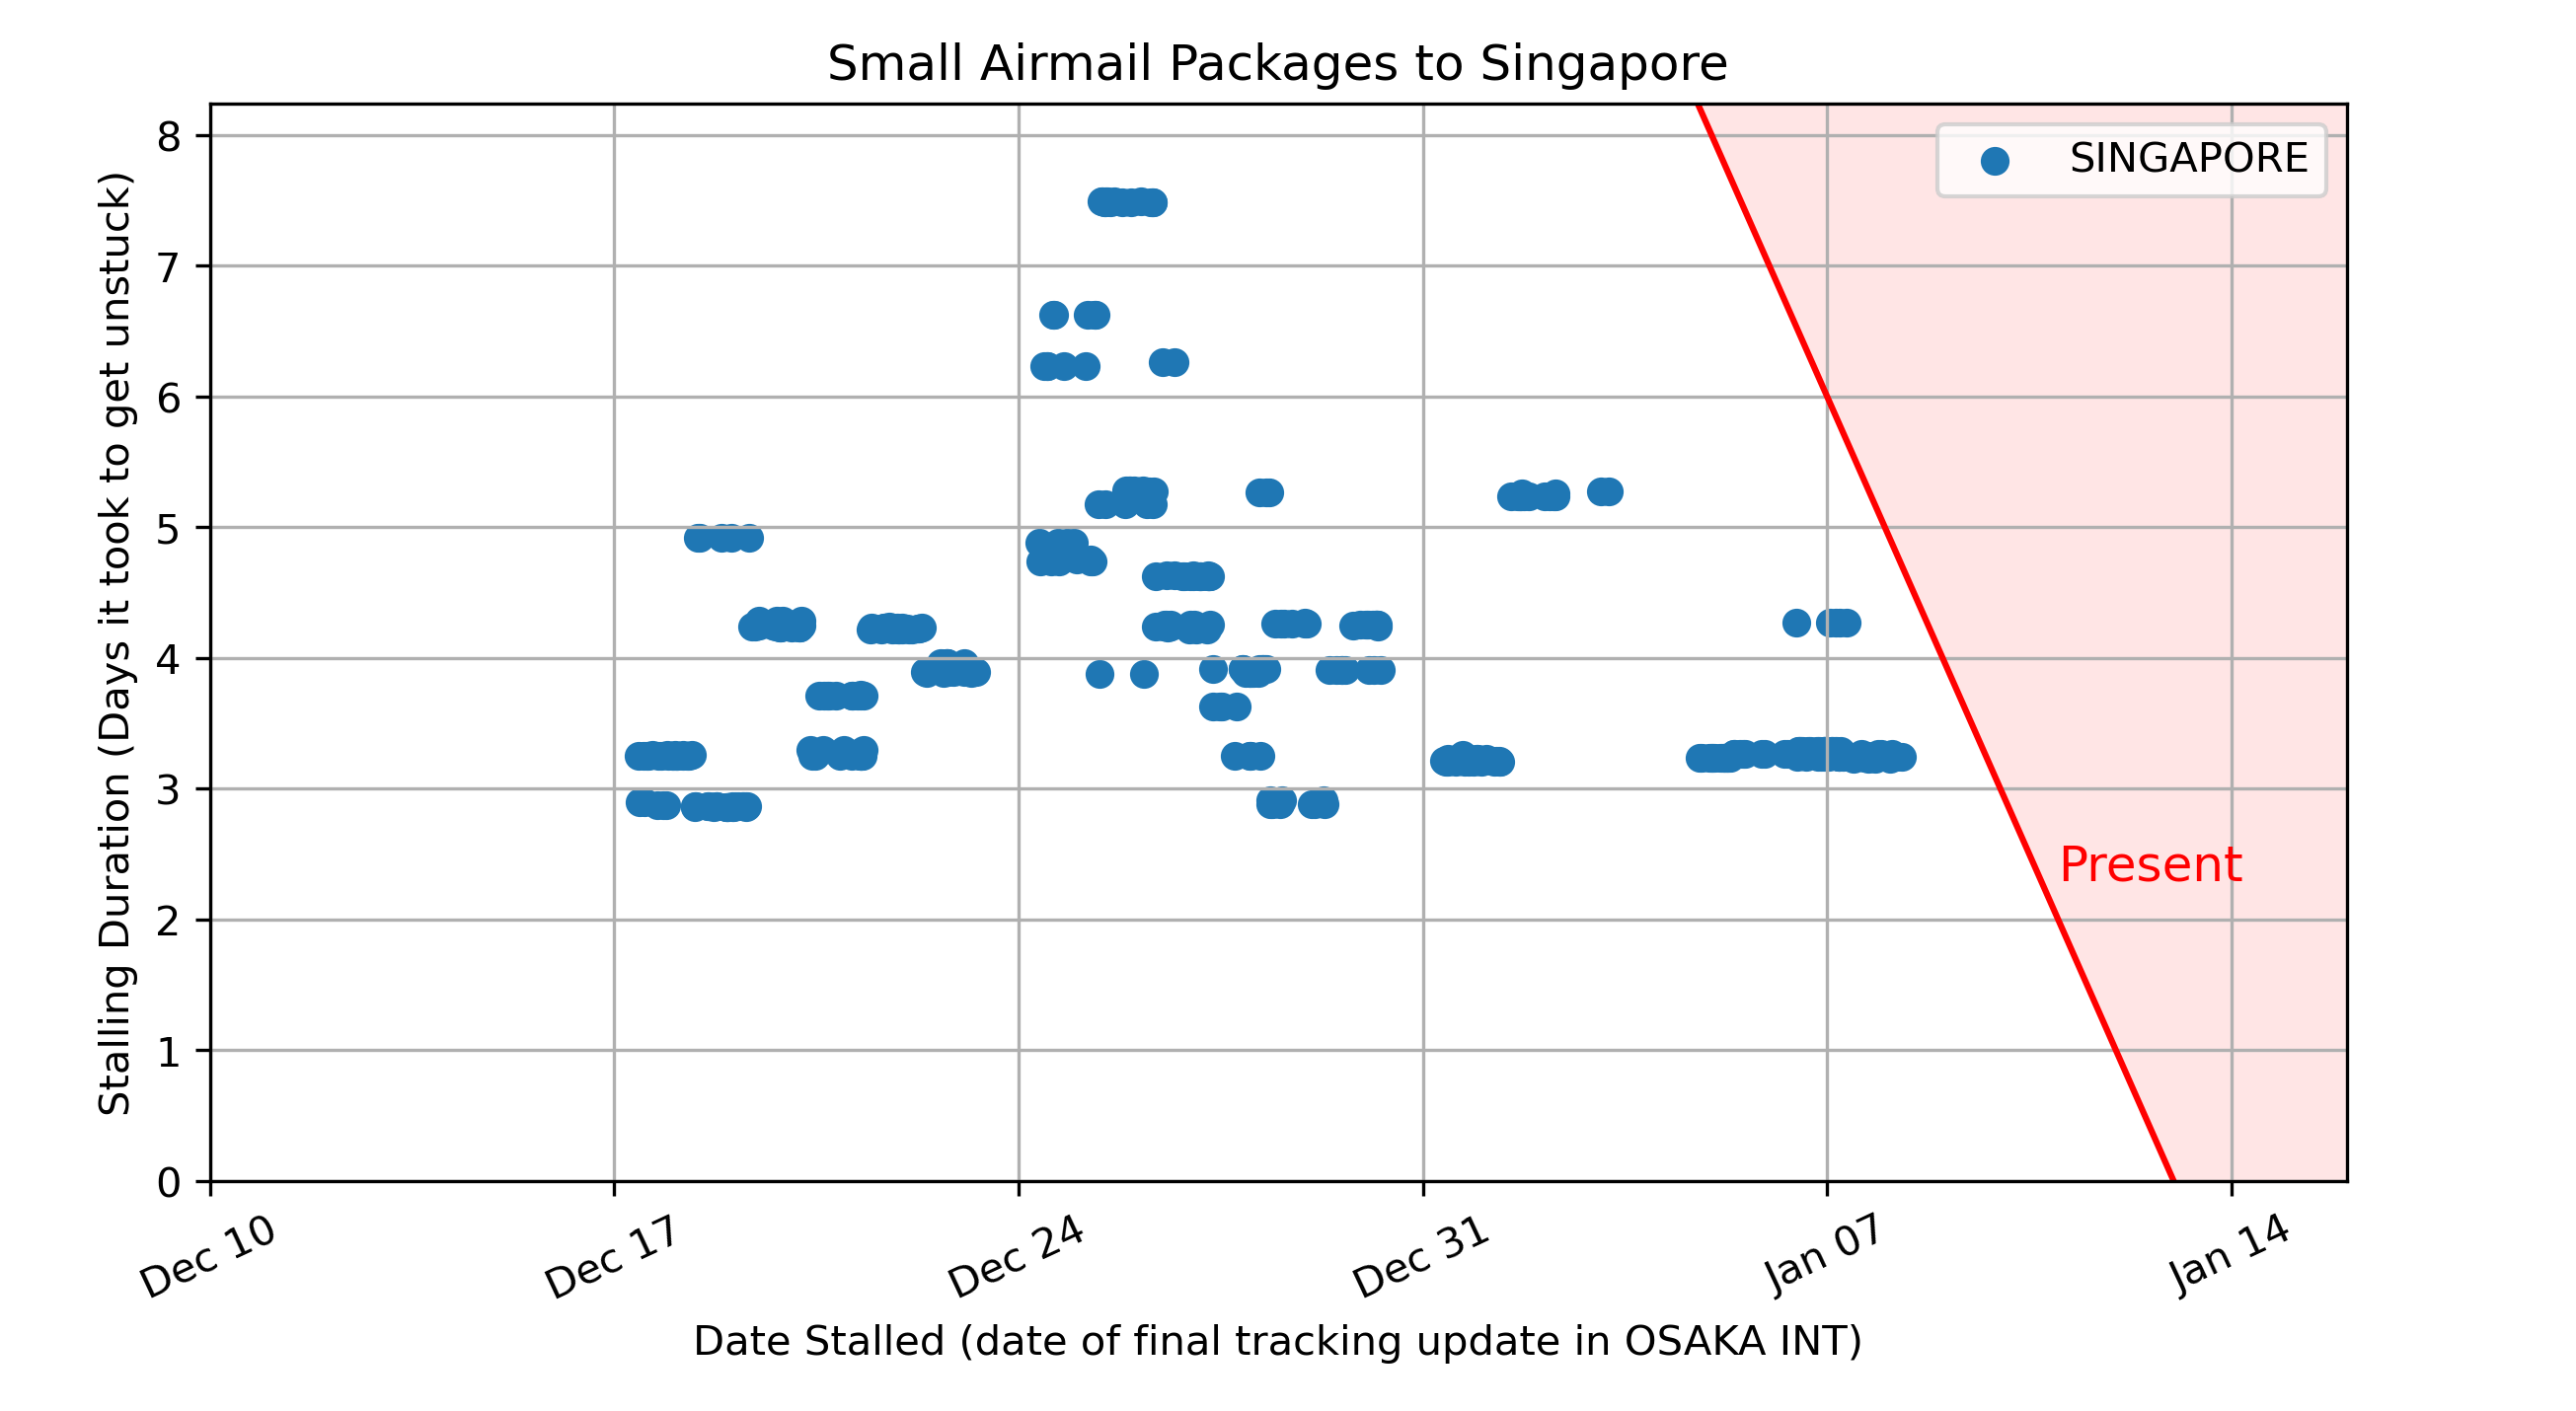 Small Airmail Packages to Singapore
Stalling Duration (Days it took to get unstuck)
8
7
6
5
4
3
2
1
0
SINGAPORE
Present
Dec 10
Dec 17
Dec 24
Dec 31
Jan 07
Jan 14
Date Stalled (date of final tracking update in OSAKA INT)